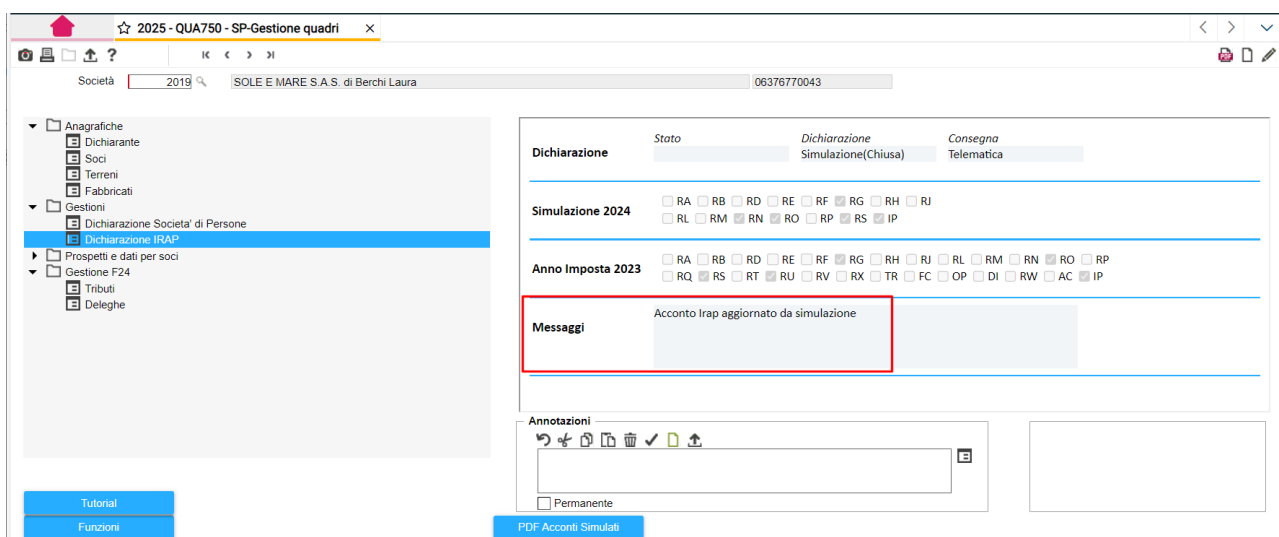 2025 - QUA750 - SP-Gestione quadri
Società 2019 SOLE E MARE S.A.S. di Berchi Laura 06376770043
Anagrafiche
Dichiarante
Soci
Terreni
Fabbricati
Gestioni
Dichiarazione Societa' di Persone
Dichiarazione IRAP
Prospetti e dati per soci
Gestione F24
Tributi
Deleghe
Stato Dichiarazione Consegna
Dichiarazione Simulazione(Chiusa) Telematica
Simulazione 2024
RA RB RD RE RF RG RH RJ
RL RM RN RO RP RS IP
Anno Imposta 2023
RA RB RD RE RF RG RH RJ RL RM RN RO RP
RQ RS RT RU RV RX TR FC OP DI RW AC IP
Messaggi
Acconto Irap aggiornato da simulazione
Annotazioni
Permanente
Tutorial
Funzioni
PDF Acconti Simulati